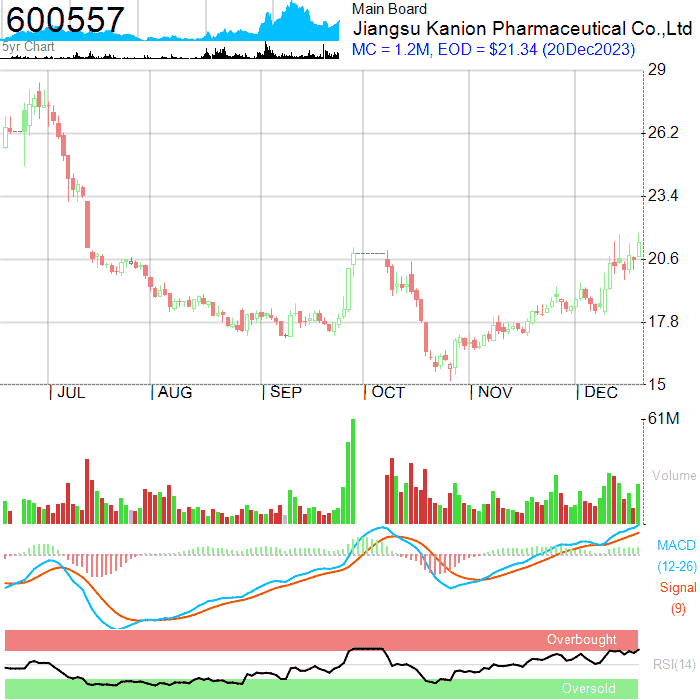 600557
5yr Chart
Main Board
Jiangsu Kanion Pharmaceutical Co.,Ltd
MC = 1.2M, EOD = $21.34 (20Dec2023)
29
26.2
23.4
20.6
17.8
15
JUL AUG SEP OCT NOV DEC
61M
Volume
MACD
(12-26)
Signal
(9)
Overbought
RSI(14)
Oversold